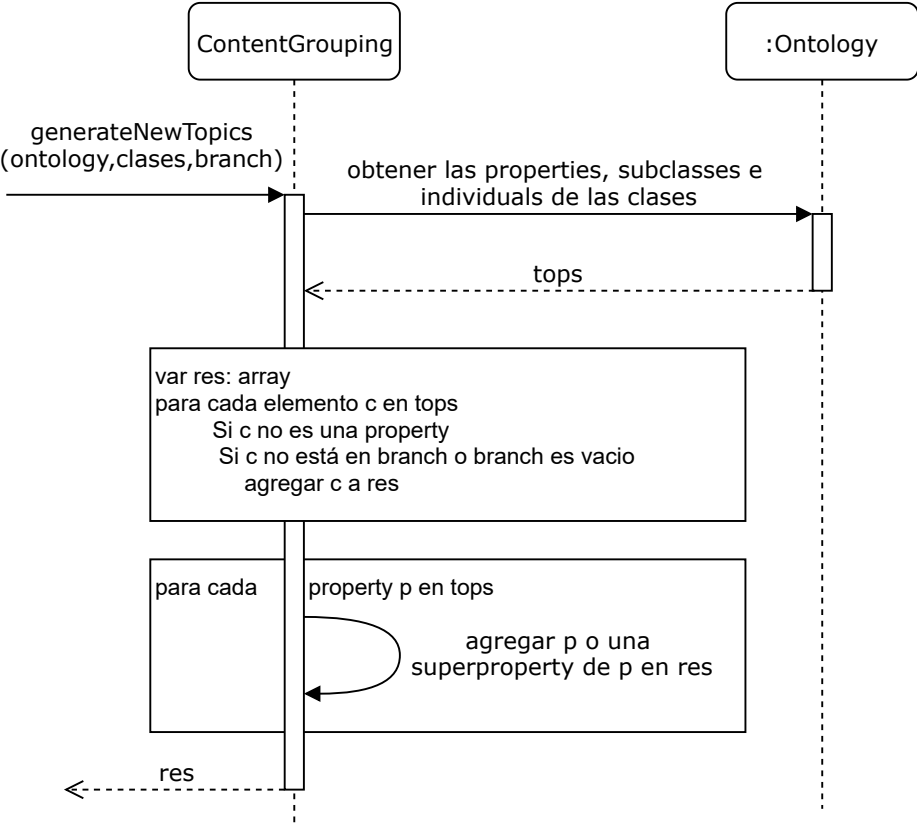 ContentGrouping
:Ontology
generateNewTopics
(ontology,clases,branch)
obtener las properties, subclasses e
individuals de las clases
tops
var res: array
para cada elemento c en tops
Si c no es una property
Si c no está en branch o branch es vacio
agregar c a res
para cada property p en tops
agregar p o una
superproperty de p en res
res